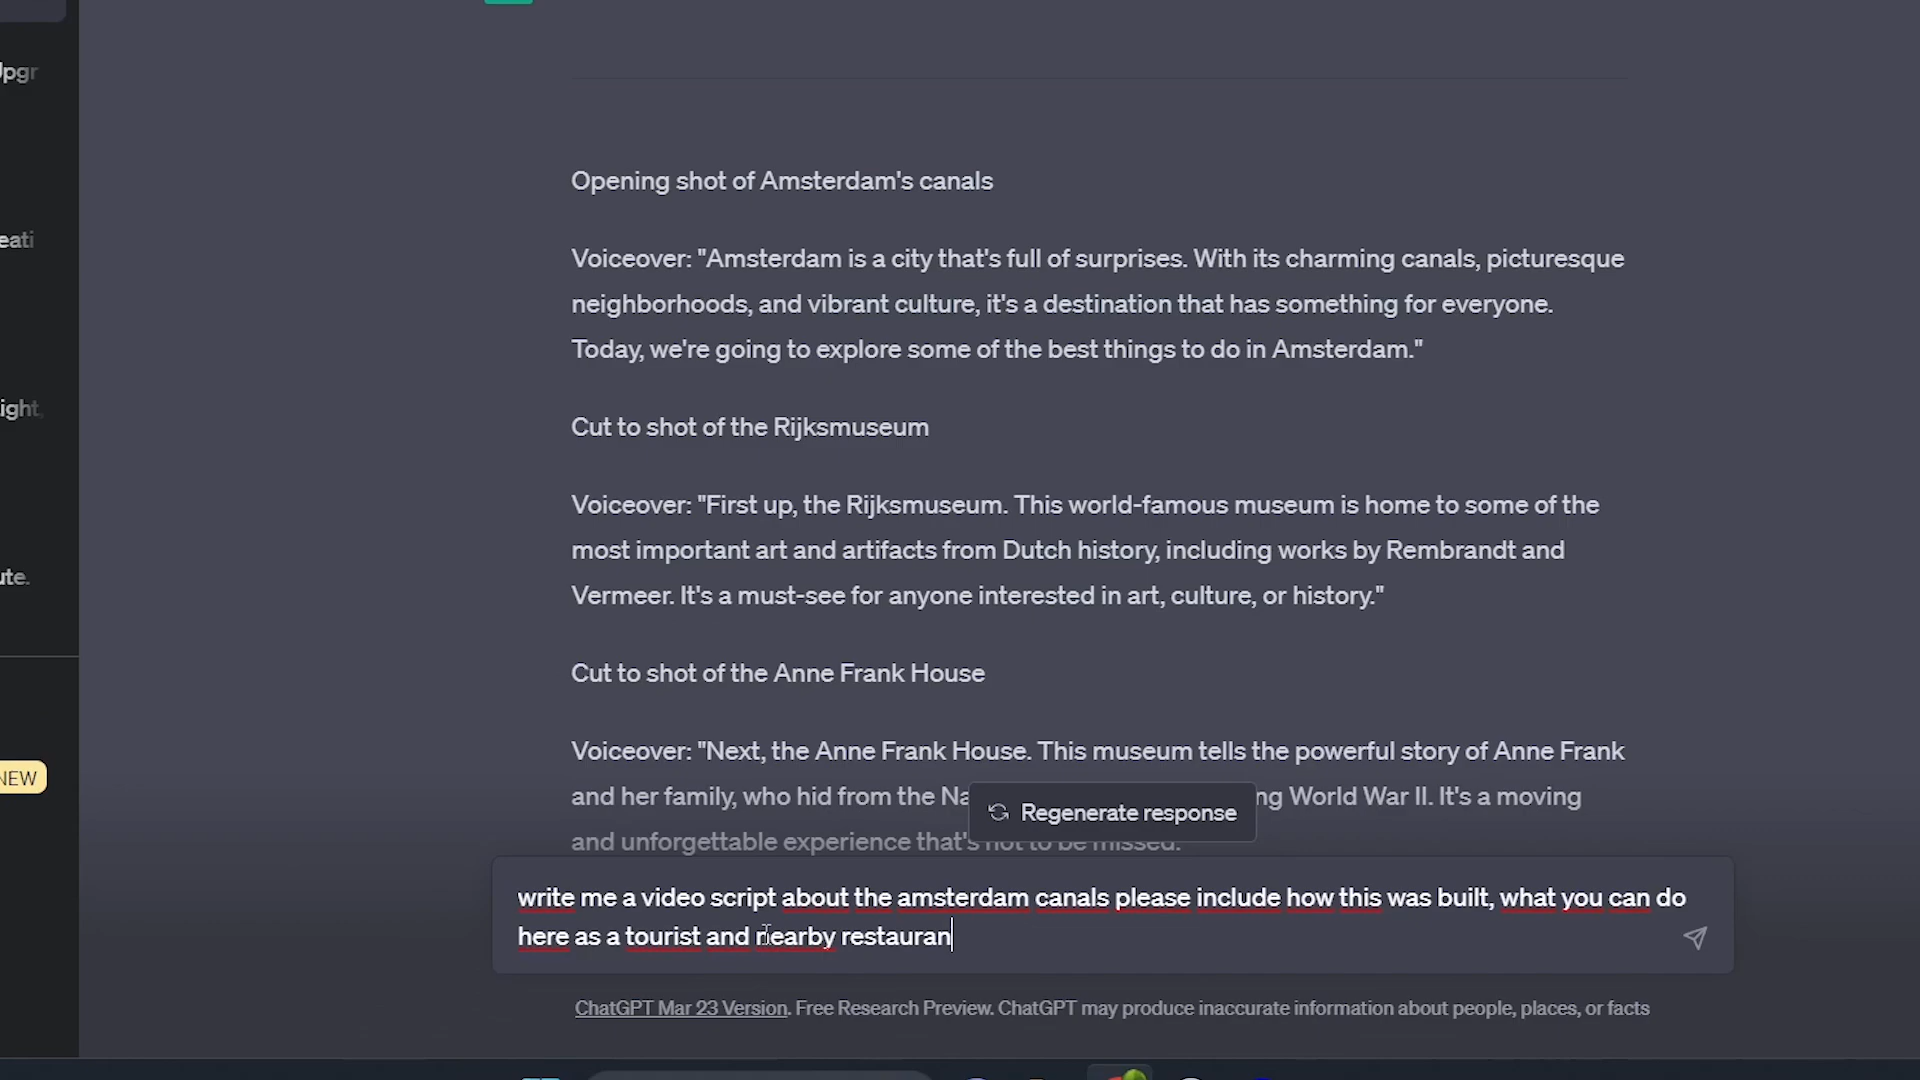 Upgr
eati
ight,
ute.
NEW
Opening shot of Amsterdam's canals
Voiceover: "Amsterdam is a city that's full of surprises. With its charming canals, picturesque
neighborhoods, and vibrant culture, it's a destination that has something for everyone.
Today, we're going to explore some of the best things to do in Amsterdam."
Cut to shot of the Rijksmuseum
Voiceover: "First up, the Rijksmuseum. This world-famous museum is home to some of the
most important art and artifacts from Dutch history, including works by Rembrandt and
Vermeer. It's a must-see for anyone interested in art, culture, or history."
Cut to shot of the Anne Frank House
Voiceover: "Next, the Anne Frank House. This museum tells the powerful story of Anne Frank
and her family, who hid from the Na ng World War II. It's a moving
Regenerate response
and unforgettable experience that's not to be missed.
write me a video script about the amsterdam canals please include how this was built, what you can do
here as a tourist and nearby restauran
ChatGPT Mar 23 Version. Free Research Preview. ChatGPT may produce inaccurate information about people, places, or facts